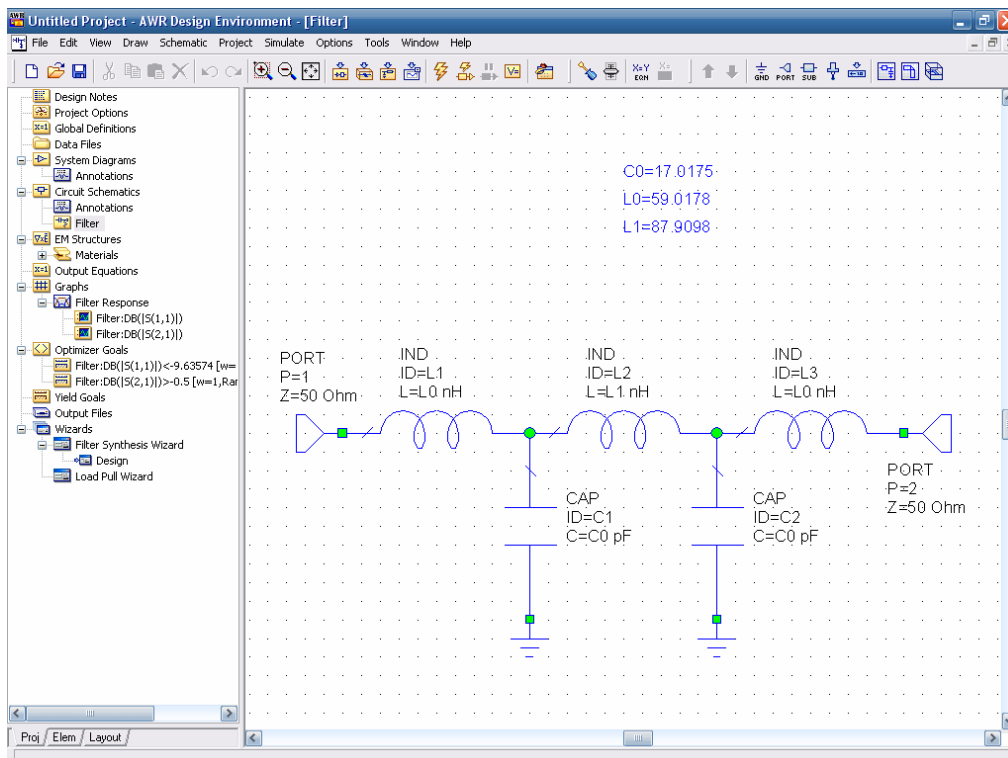 Untitled Project - AWR Design Environment - [Filter]
File Edit View Draw Schematic Project Simulate Options Tools Window Help
X=Y
EQN
X=
GND
PORT
SUB
Design Notes
Project Options
Global Definitions
Data Files
System Diagrams
Annotations
Circuit Schematics
Annotations
Filter
EM Structures
Materials
Output Equations
Graphs
Filter Response
Filter:DB(|S(1,1)|)
Filter:DB(|S(2,1)|)
Optimizer Goals
Filter:DB(|S(1,1)|)<-9.63574 [w=
Filter:DB(|S(2,1)|)>-0.5 [w=1,Ran
Yield Goals
Output Files
Wizards
Filter Synthesis Wizard
Design
Load Pull Wizard
Proj Elem Layout
C0=17.0175
L0=59.0178
L1=87.9098
PORT
P=1
Z=50 Ohm
IND
ID=L1
L=L0 nH
IND
ID=L2
L=L1 nH
IND
ID=L3
L=L0 nH
PORT
P=2
Z=50 Ohm
CAP
ID=C1
C=C0 pF
CAP
ID=C2
C=C0 pF